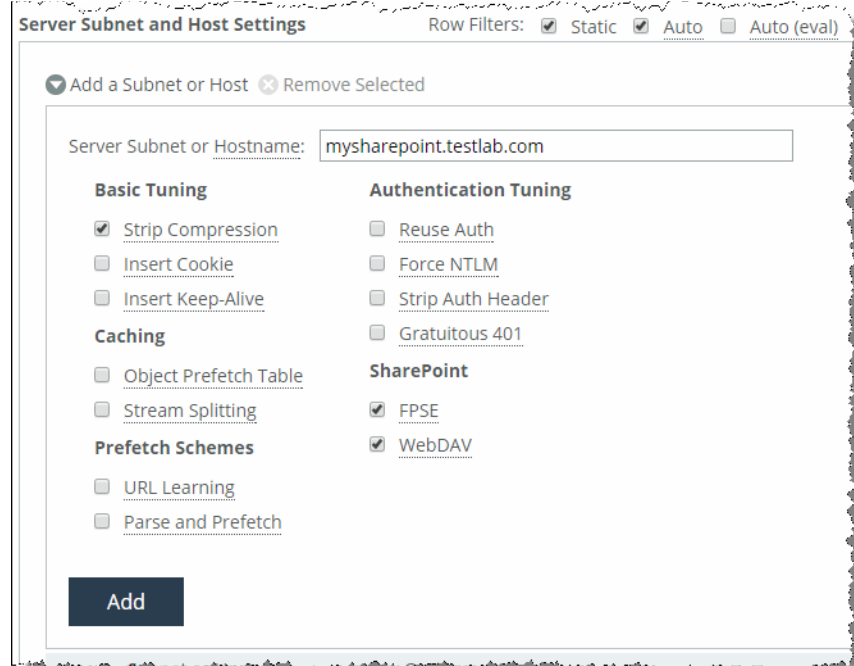 Server Subnet and Host Settings Row Filters: Static Auto Auto (eval)
Add a Subnet or Host Remove Selected
Server Subnet or Hostname: mysharepoint.testlab.com
Basic Tuning Authentication Tuning
Strip Compression Reuse Auth
Insert Cookie Force NTLM
Insert Keep-Alive Strip Auth Header
Caching Gratuitous 401
Object Prefetch Table SharePoint
Stream Splitting FPSE
Prefetch Schemes WebDAV
URL Learning
Parse and Prefetch
Add